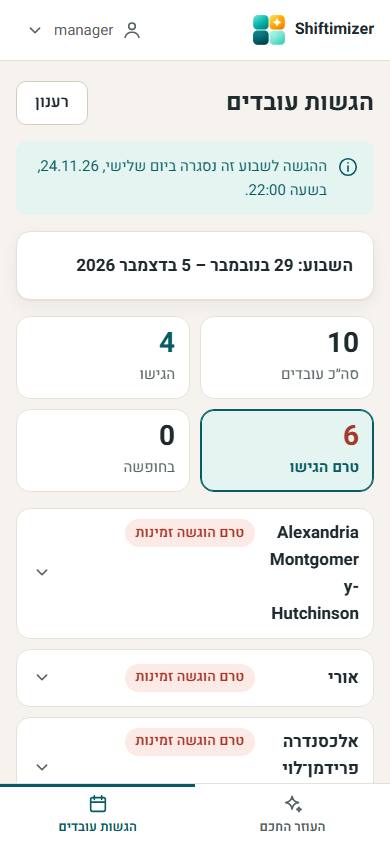 Shiftimizer
manager
הגשות עובדים
רענון
ההגשה לשבוע זה נסגרה ביום שלישי, 24.11.26,
בשעה 22:00.
השבוע: 29 בנובמבר – 5 בדצמבר 2026
10
סה״כ עובדים
4
הגישו
6
טרם הגישו
0
בחופשה
Alexandria
Montgomer
y-
Hutchinson
טרם הוגשה זמינות
אורי
טרם הוגשה זמינות
אלכסנדרה
פרידמן־לוי
טרם הוגשה זמינות
העוזר החכם
הגשות עובדים